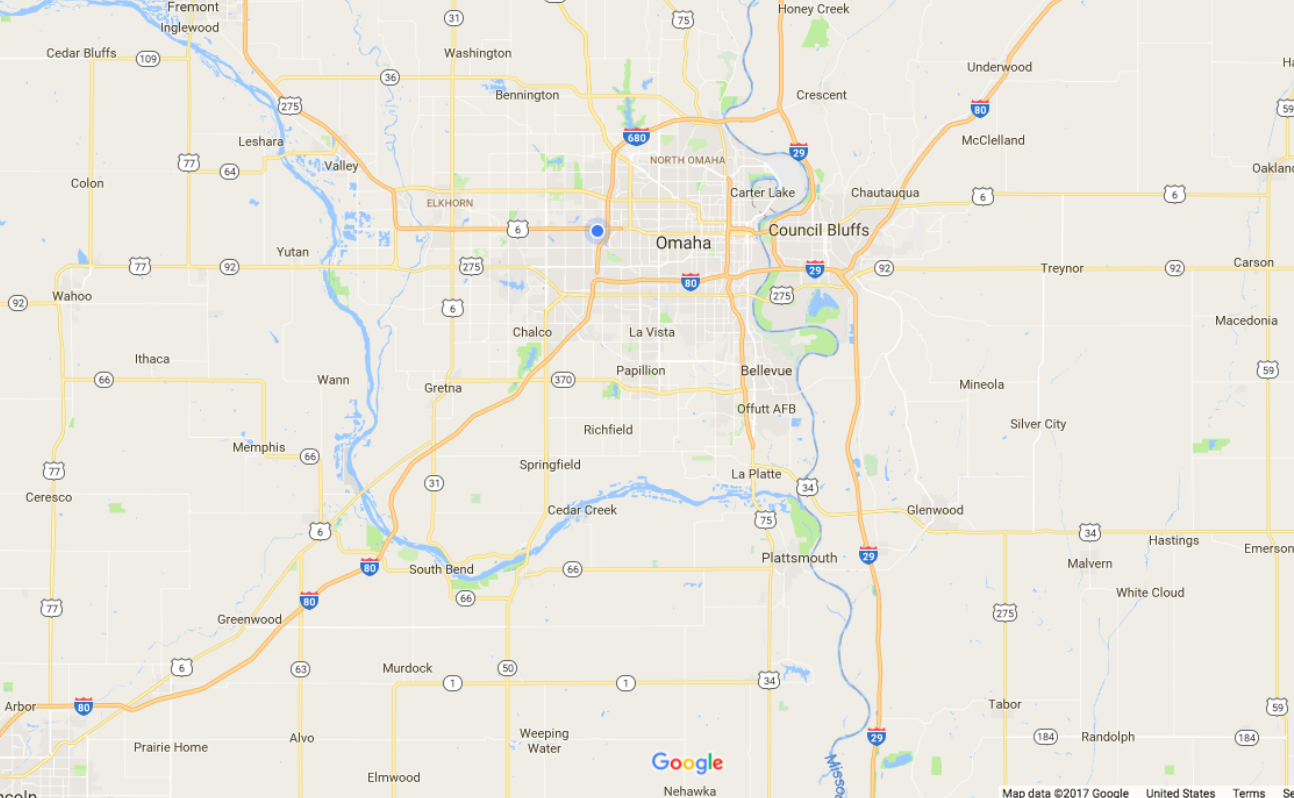 Fremont
31
75
Honey Creek
Inglewood
Cedar Bluffs
109
Washington
Underwood
36
Bennington
Crescent
275
80
59
680
McClelland
Leshara
29
77
64
Valley
NORTH OMAHA
Oakland
Colon
Carter Lake
Chautauqua
6
6
ELKHORN
6
Council Bluffs
Omaha
Yutan
77
92
275
29
92
Treynor
92
Carson
80
Wahoo
92
275
6
Macedonia
Chalco
La Vista
Ithaca
59
Wann
66
Gretna
370
Papillion
Bellevue
Mineola
Offutt AFB
Silver City
Richfield
Memphis
66
Springfield
77
La Platte
31
34
Ceresco
Cedar Creek
75
Glenwood
6
34
Hastings
Emerson
Plattsmouth
29
80
South Bend
66
Malvern
White Cloud
80
66
77
275
Greenwood
6
63
Murdock
50
1
1
34
Arbor
80
Tabor
59
Alvo
Weeping
Water
29
184
Randolph
184
Prairie Home
Google
Elmwood
Nehawka
Misso
ncoln
Map data ©2017 Google United States Terms Se